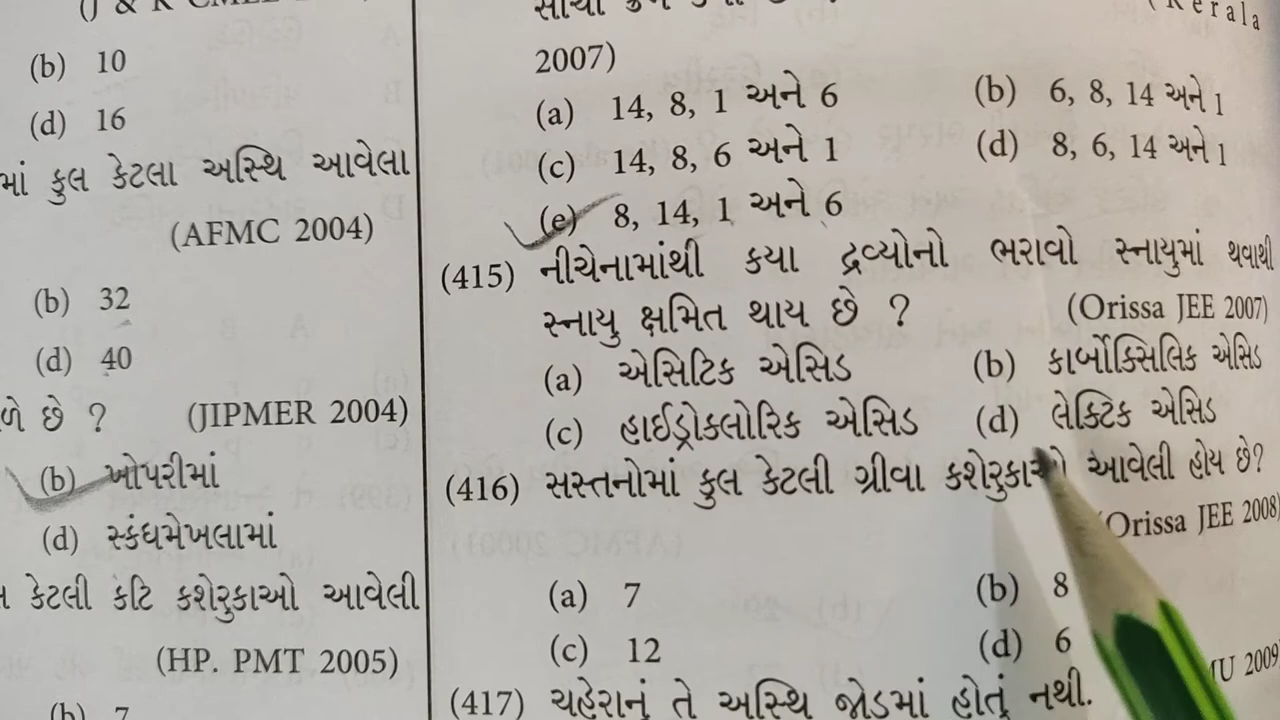 (b) 10
(d) 16
માં કુલ કેટલા અસ્થિ આવેલા
(AFMC 2004)
(b) 32
(d) 40
છે ? (JIPMER 2004)
(b) ખોપરીમાં
(d) સ્કંધમેખલામાં
કેટલી કટિ કશેરુકાઓ આવેલી
(HP. PMT 2005)
(b) 7
2007)
(a) 14, 8, 1 અને 6 (b) 6, 8, 14 અને 1
(c) 14, 8, 6 અને 1 (d) 8, 6, 14 અને 1
(e) 8, 14, 1 અને 6
(415) નીચેનામાંથી કયા દ્રવ્યોનો ભરાવો સ્નાયુમાં થવાથી
સ્નાયુ ક્ષમિત થાય છે ? (Orissa JEE 2007)
(a) એસિટિક એસિડ (b) કાર્બોક્સિલિક એસિડ
(c) હાઈડ્રોક્લોરિક એસિડ (d) લેક્ટિક એસિડ
(416) સસ્તનોમાં કુલ કેટલી ગ્રીવા કશેરુકાઓ આવેલી હોય છે?
(Orissa JEE 2008)
(a) 7 (b) 8
(c) 12 (d) 6
2009
(417) ચહેરાનું તે અસ્થિ જોડમાં હોતું નથી.